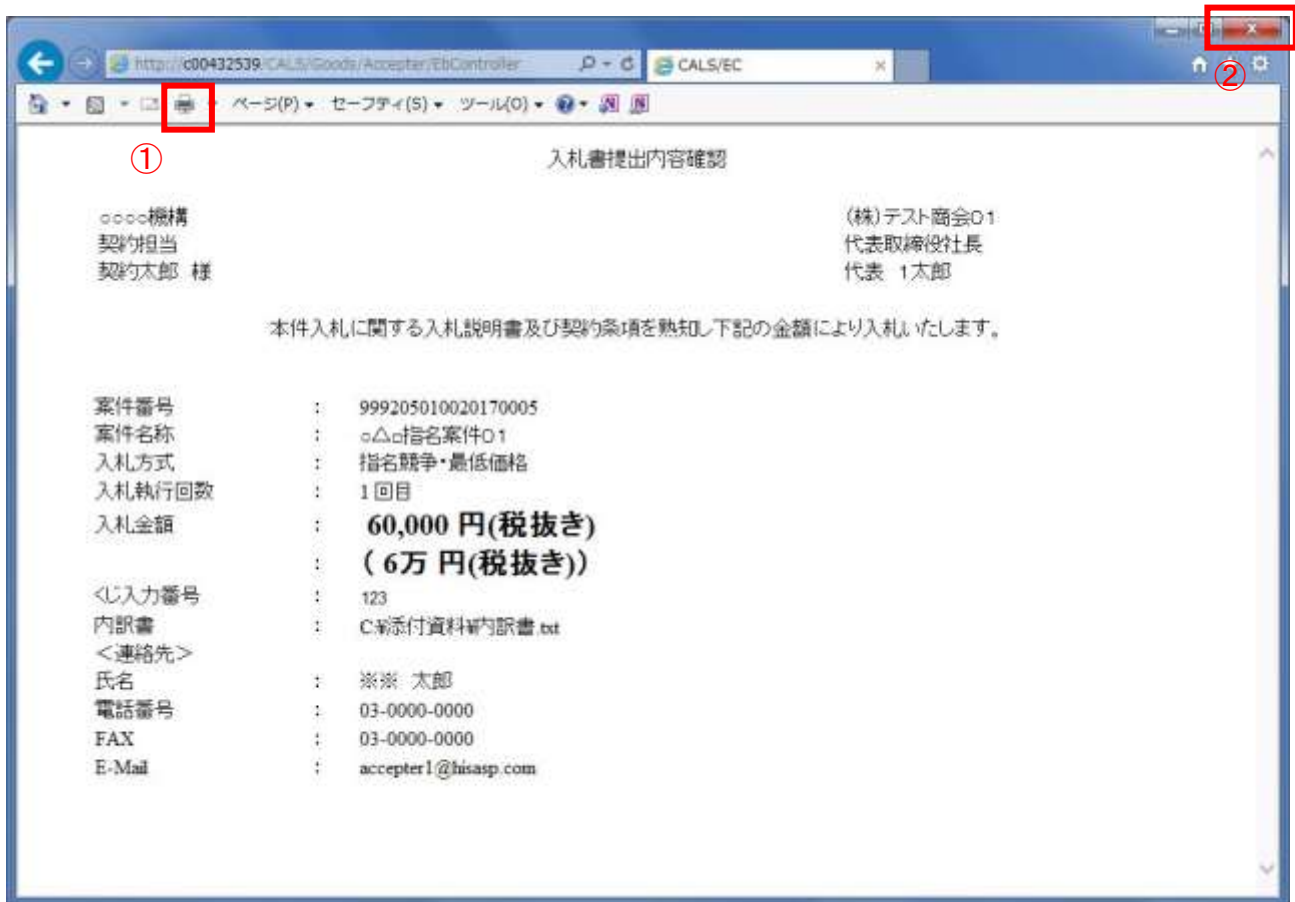 http://c00432539/CALS/Goods/Accepter/EbController
CALS/EC
②
ページ(P) セーフティ(S) ツール(O)
①
入札書提出内容確認
○○○○機構
(株)テスト商会01
契約担当
代表取締役社長
契約太郎 様
代表 1太郎
本件入札に関する入札説明書及び契約条項を熟知し下記の金額により入札いたします。
案件番号 : 999205010020170005
案件名称 : ○△□指名案件01
入札方式 : 指名競争・最低価格
入札執行回数 : 1回目
入札金額 : 60,000 円(税抜き)
: ( 6万 円(税抜き))
くじ入力番号 : 123
内訳書 : C:¥添付資料¥内訳書.txt
<連絡先>
氏名 : ※※ 太郎
電話番号 : 03-0000-0000
FAX : 03-0000-0000
E-Mail : accepter1@hisasp.com